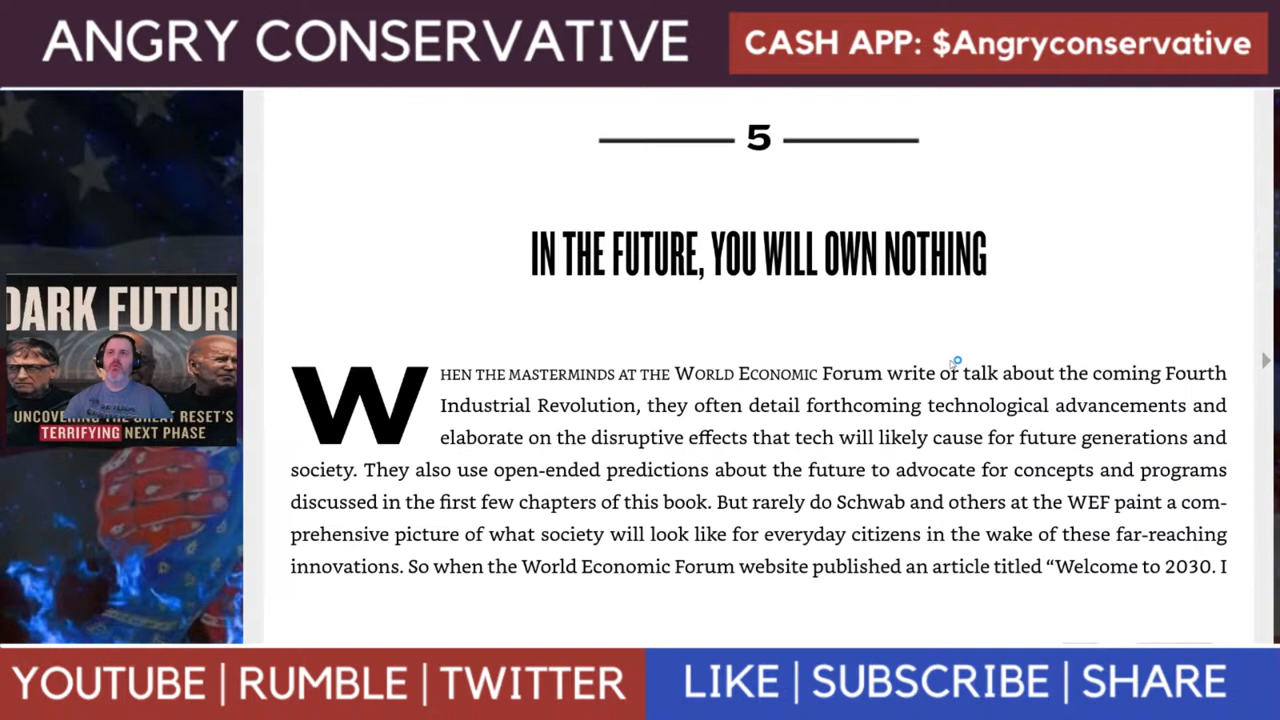 ANGRY CONSERVATIVE
CASH APP: $Angryconservative
5
IN THE FUTURE, YOU WILL OWN NOTHING
WHEN THE MASTERMINDS AT THE WORLD ECONOMIC Forum write or talk about the coming Fourth
Industrial Revolution, they often detail forthcoming technological advancements and
elaborate on the disruptive effects that tech will likely cause for future generations and
society. They also use open-ended predictions about the future to advocate for concepts and programs
discussed in the first few chapters of this book. But rarely do Schwab and others at the WEF paint a com-
prehensive picture of what society will look like for everyday citizens in the wake of these far-reaching
innovations. So when the World Economic Forum website published an article titled “Welcome to 2030. I
DARK FUTURE
UNCOVERING THE GREAT RESET'S
TERRIFYING NEXT PHASE
YOUTUBE | RUMBLE | TWITTER
LIKE | SUBSCRIBE | SHARE